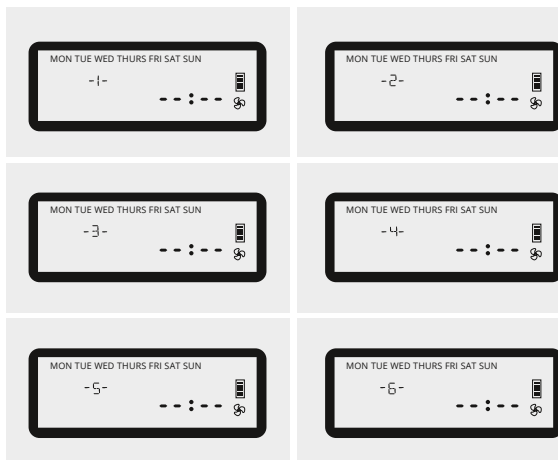 MON TUE WED THURS FRI SAT SUN
-1-
--:--
MON TUE WED THURS FRI SAT SUN
-2-
--:--
MON TUE WED THURS FRI SAT SUN
-3-
--:--
MON TUE WED THURS FRI SAT SUN
-4-
--:--
MON TUE WED THURS FRI SAT SUN
-5-
--:--
MON TUE WED THURS FRI SAT SUN
-6-
--:--